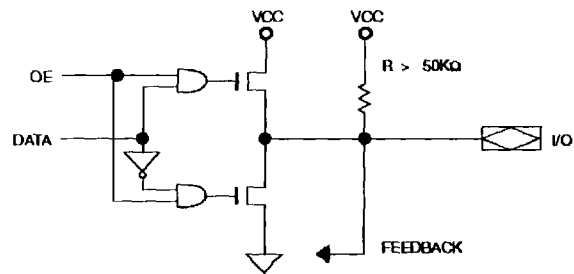 VCC
VCC
R > 50KΩ
OE
DATA
I/O
FEEDBACK